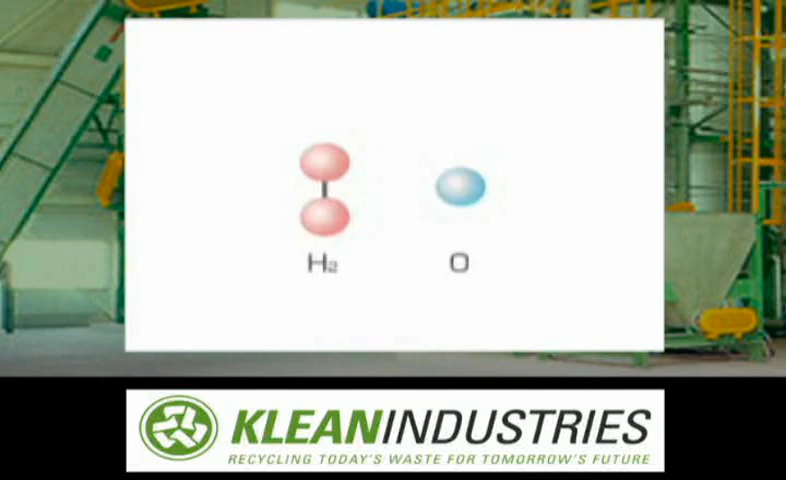 H₂ O
KLEANINDUSTRIES
RECYCLING TODAY'S WASTE FOR TOMORROW'S FUTURE